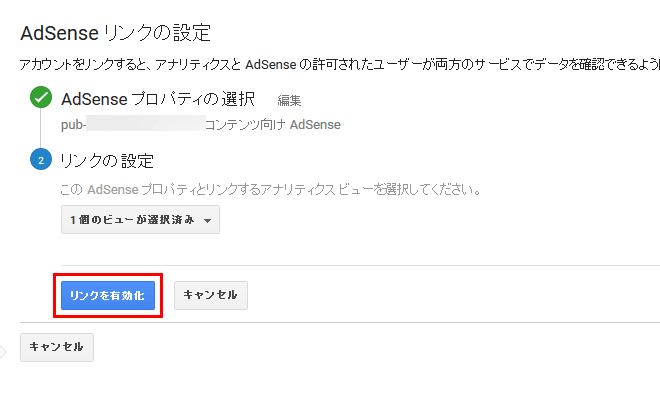 AdSense リンクの設定
アカウントをリンクすると、アナリティクスと AdSense の許可されたユーザーが両方のサービスでデータを確認できるよう
AdSense プロパティの選択 編集
pub- コンテンツ向け AdSense
2 リンクの設定
この AdSense プロパティとリンクするアナリティクス ビューを選択してください。
1 個のビューが選択済み
リンクを有効化 キャンセル
キャンセル